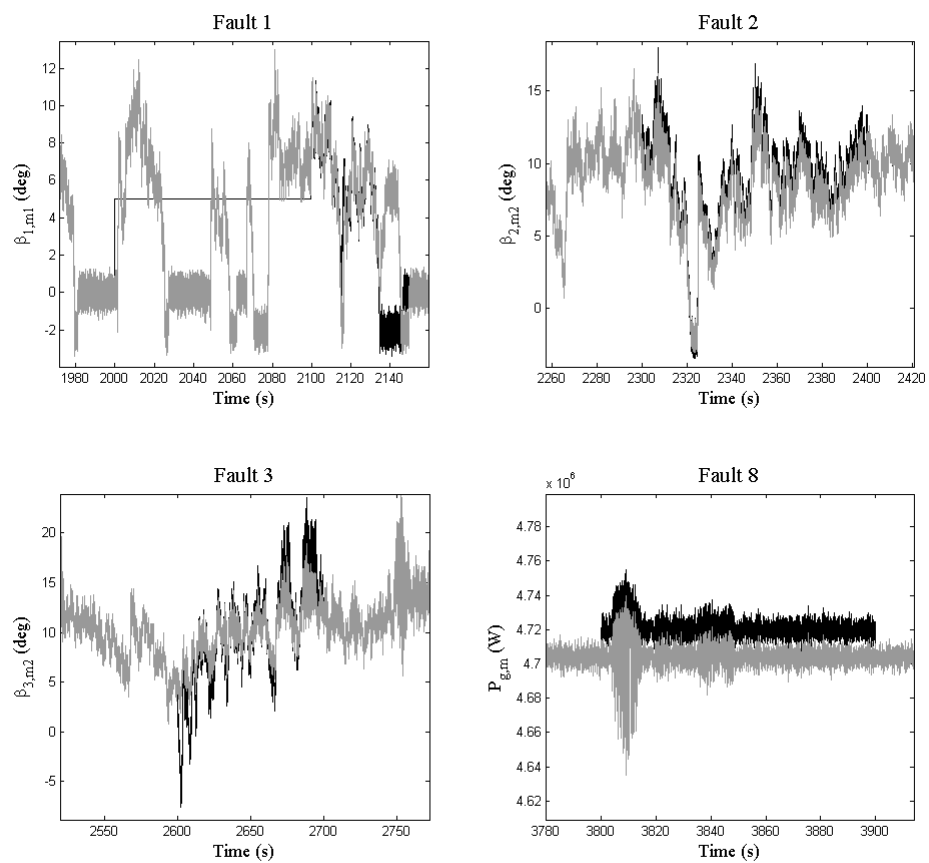 Fault 1
β1,m1 (deg)
12
10
8
6
4
2
0
-2
1980 2000 2020 2040 2060 2080 2100 2120 2140
Time (s)
Fault 2
β2,m2 (deg)
15
10
5
0
2260 2280 2300 2320 2340 2360 2380 2400 2420
Time (s)
Fault 3
β3,m2 (deg)
20
15
10
5
0
-5
2550 2600 2650 2700 2750
Time (s)
Fault 8
x 10^6
Pg,m (W)
4.78
4.76
4.74
4.72
4.7
4.68
4.66
4.64
4.62
3780 3800 3820 3840 3860 3880 3900
Time (s)